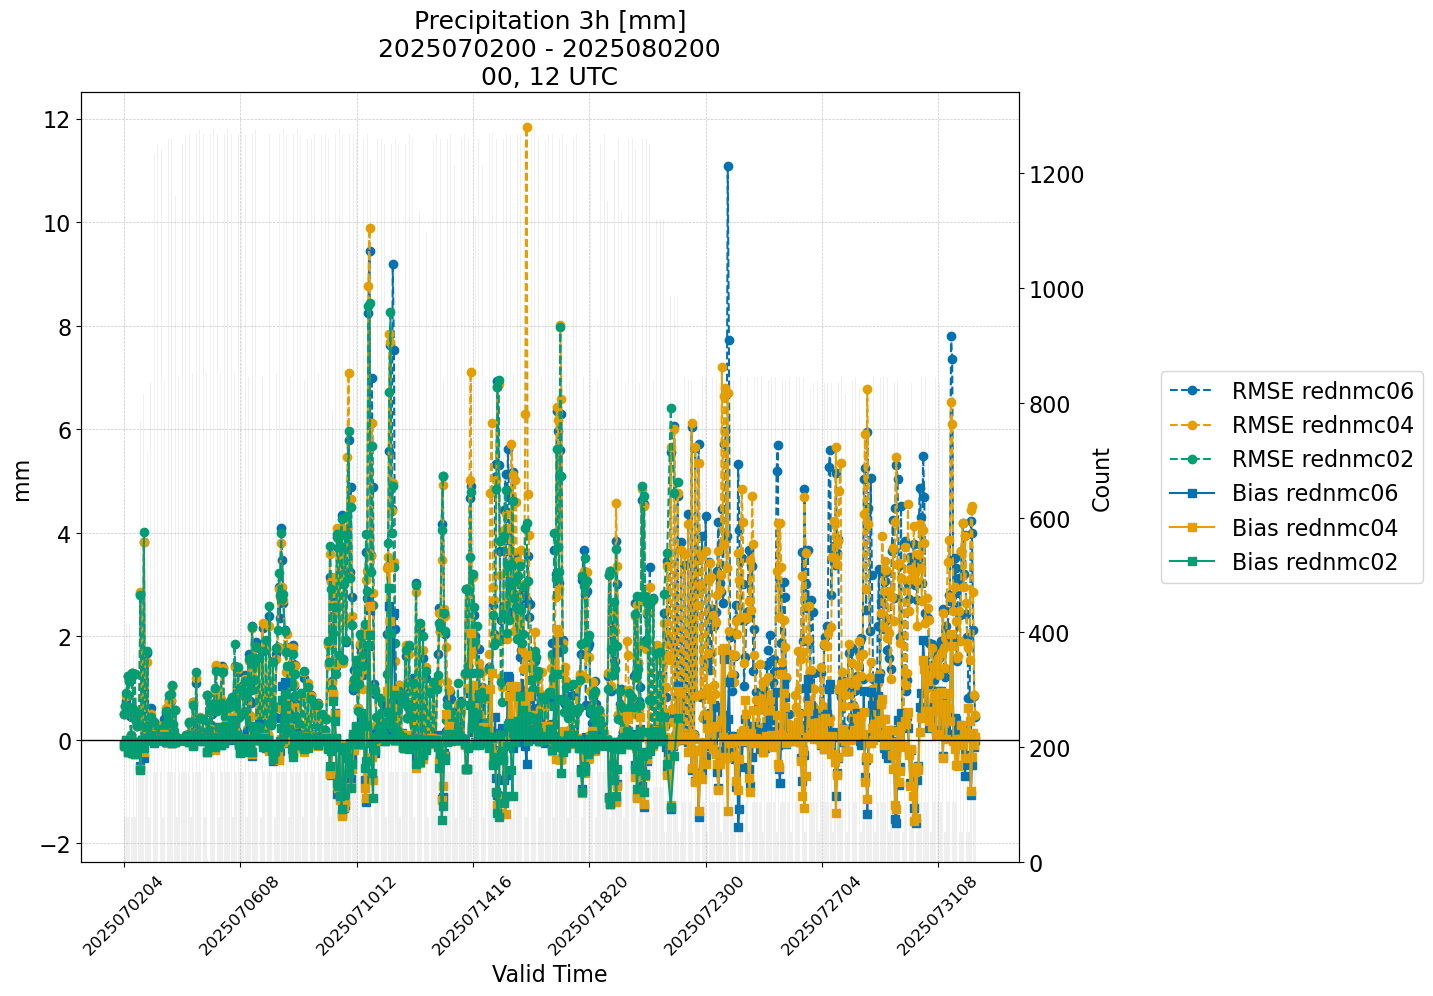 Precipitation 3h [mm]
2025070200 - 2025080200
00, 12 UTC
12
10
8
6
4
2
0
−2
mm
1200
1000
800
600
400
200
0
Count
2025070204
2025070608
2025071012
2025071416
2025071820
2025072300
2025072704
2025073108
Valid Time
RMSE rednmc06
RMSE rednmc04
RMSE rednmc02
Bias rednmc06
Bias rednmc04
Bias rednmc02